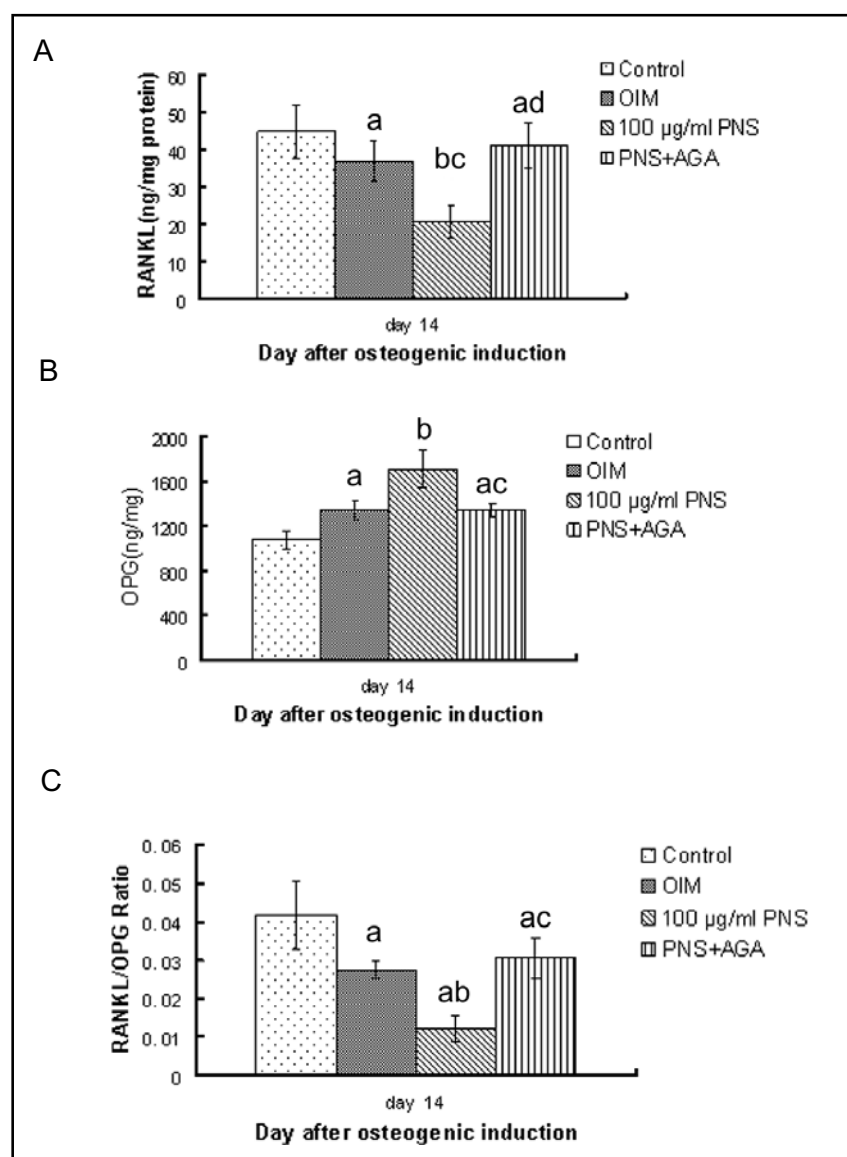 A
RANKL(ng/mg protein)
60
50
40
30
20
10
0
a
bc
ad
Control
OIM
100 µg/ml PNS
PNS+AGA
day 14
Day after osteogenic induction
B
OPG(ng/mg)
2000
1600
1200
800
400
0
a
b
ac
Control
OIM
100 µg/ml PNS
PNS+AGA
day 14
Day after osteogenic induction
C
RANKL/OPG Ratio
0.06
0.05
0.04
0.03
0.02
0.01
0
a
ab
ac
Control
OIM
100 µg/ml PNS
PNS+AGA
day 14
Day after osteogenic induction